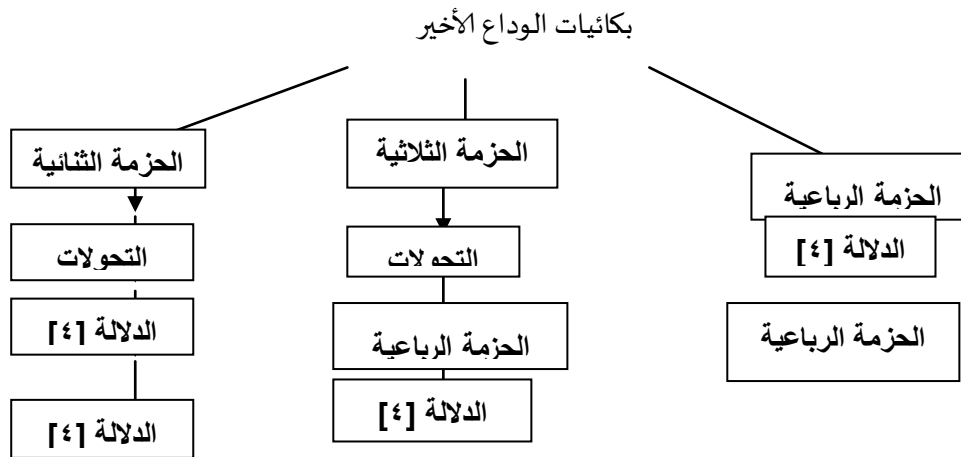 بكائيات الوداع الأخير
الحزمة الرباعية
الدلالة [٤]
الحزمة الرباعية
الحزمة الثلاثية
التحولات
الحزمة الرباعية
الدلالة [٤]
الحزمة الثنائية
التحولات
الدلالة [٤]
الدلالة [٤]